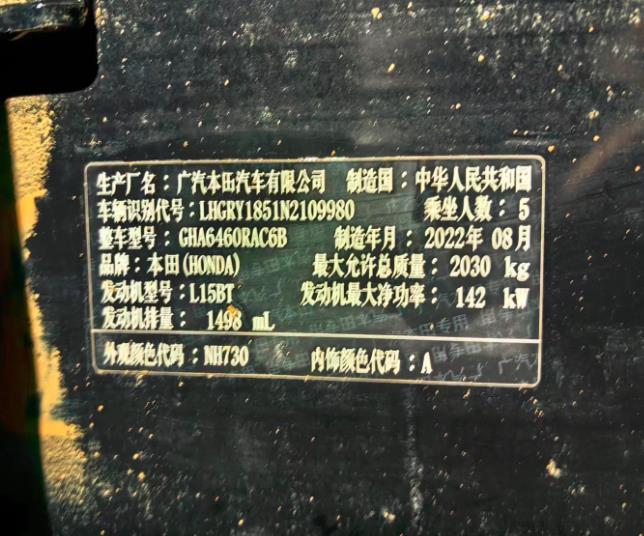 生产厂名：广汽本田汽车有限公司 制造国：中华人民共和国
车辆识别代号：LHGRY1851N2109980 乘坐人数：5
整车型号：GHA6460RAC6B 制造年月：2022年 08月
品牌：本田(HONDA) 最大允许总质量：2030 kg
发动机型号：L15BT 发动机最大净功率：142 kW
发动机排量：1498 mL
外观颜色代码：NH730 内饰颜色代码：A